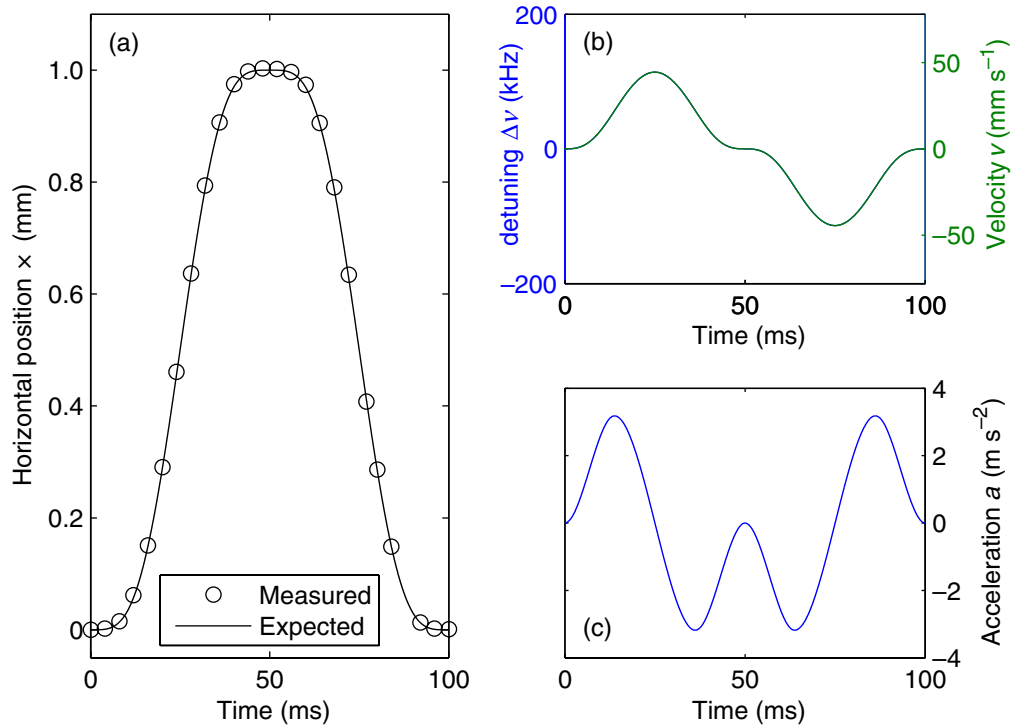 (a)
1.0
0.8
0.6
0.4
0.2
0
Horizontal position × (mm)
Measured
Expected
0
50
100
Time (ms)
(b)
200
0
−200
detuning Δν (kHz)
50
0
−50
Velocity v (mm s⁻¹)
0
50
100
Time (ms)
(c)
4
2
0
−2
−4
Acceleration a (m s⁻²)
0
50
100
Time (ms)